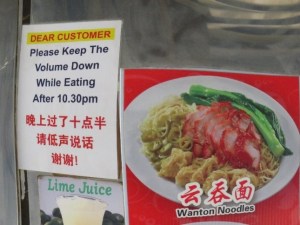 DEAR CUSTOMER
Please Keep The
Volume Down
While Eating
After 10.30pm
晚上过了十点半
请低声说话
谢谢!
Lime Juice
云吞面
Wanton Noodles